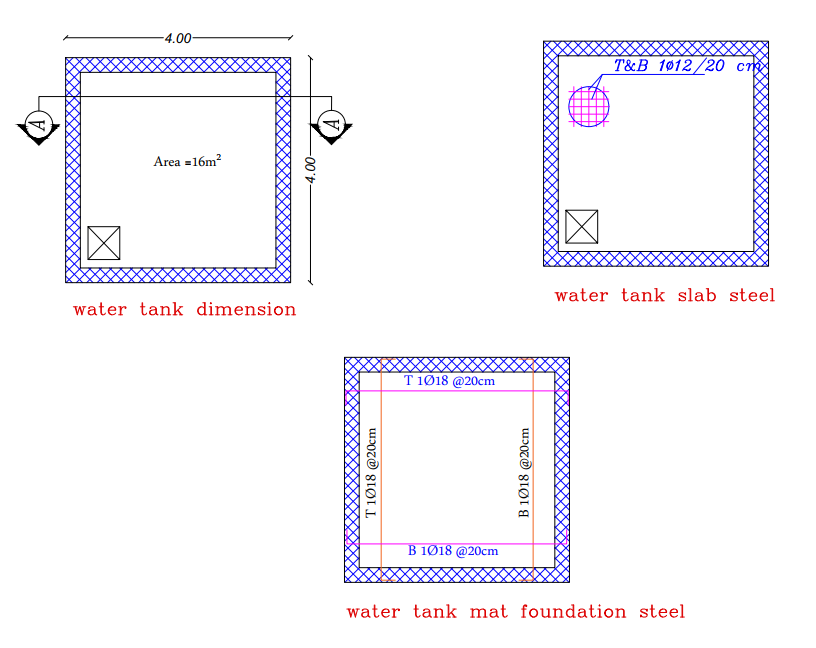 4.00
A
A
Area =16m²
4.00
water tank dimension
T&B 1ø12/20 cm
water tank slab steel
T 1Ø18 @20cm
T 1Ø18 @20cm
B 1Ø18 @20cm
B 1Ø18 @20cm
water tank mat foundation steel